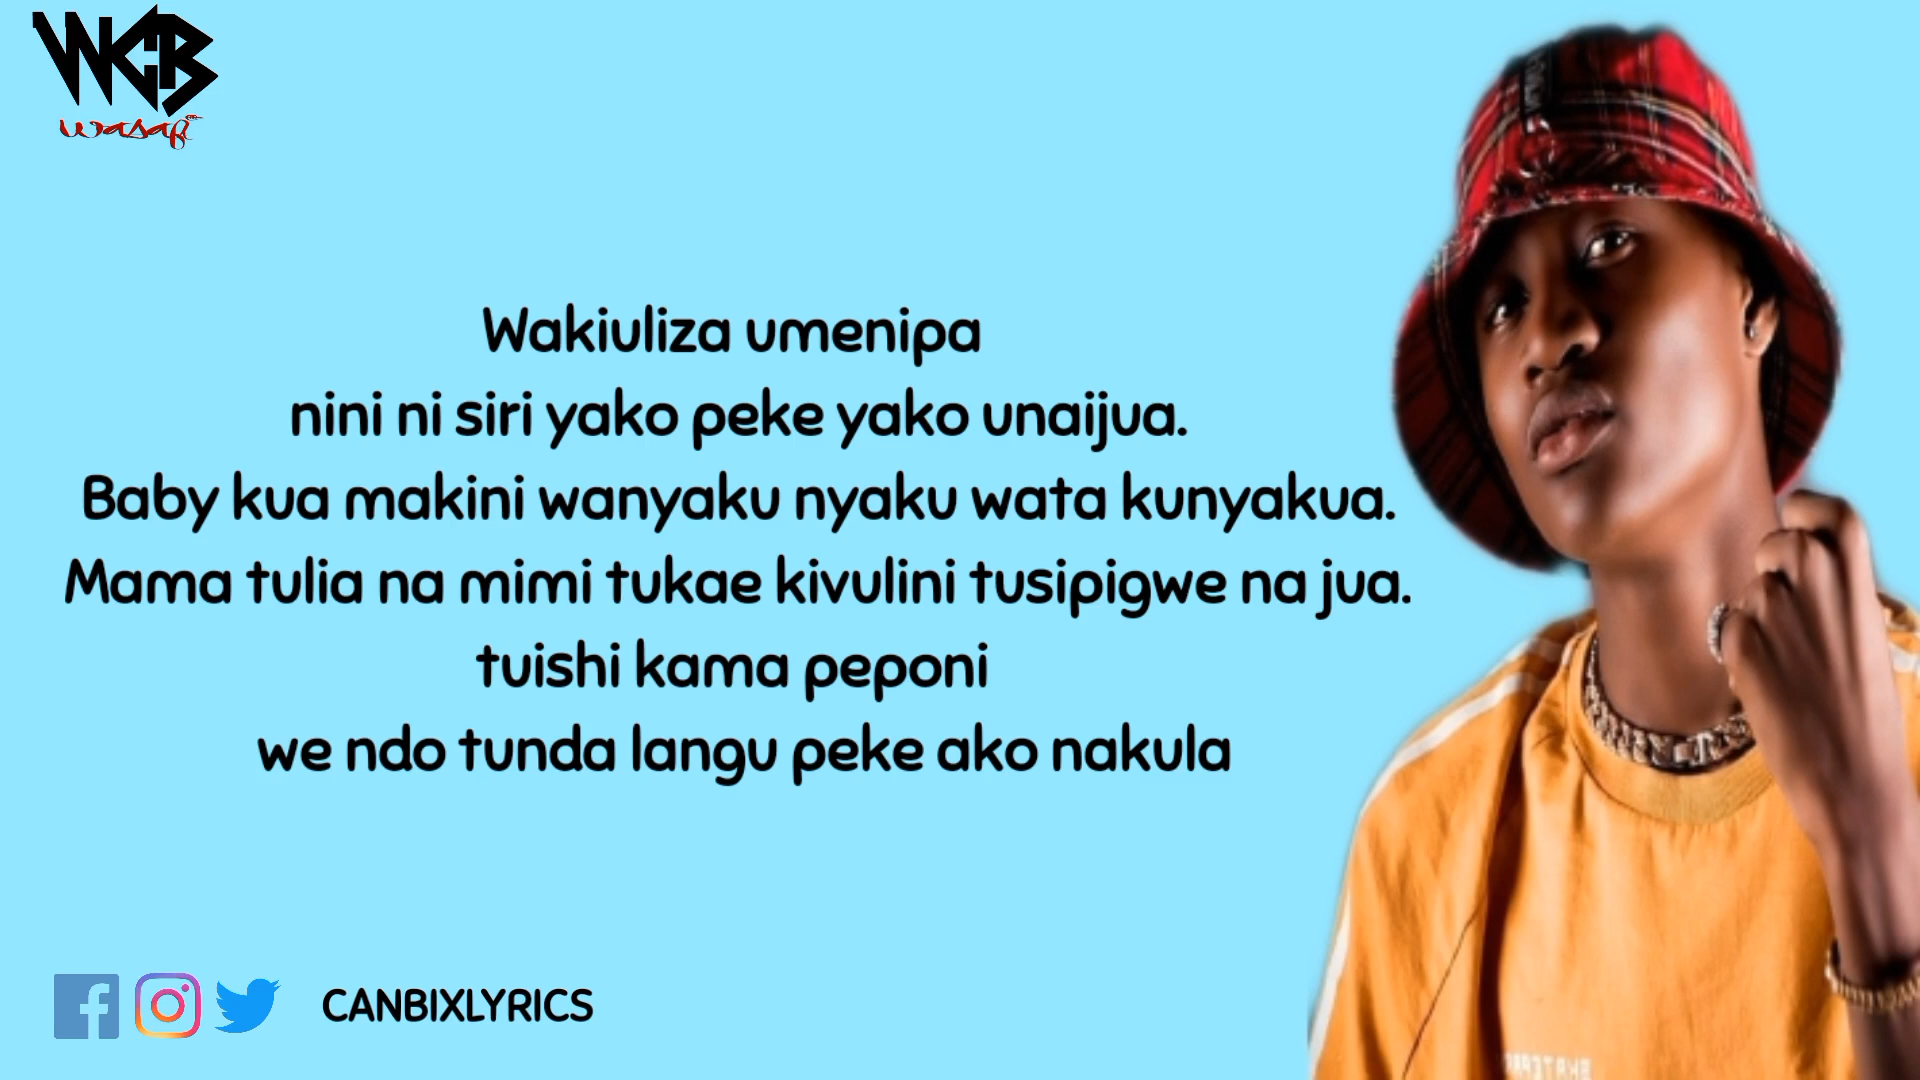 WCB
wasafi
Wakiuliza umenipa
nini ni siri yako peke yako unaijua.
Baby kua makini wanyaku nyaku wata kunyakua.
Mama tulia na mimi tukae kivulini tusipigwe na jua.
tuishi kama peponi
we ndo tunda langu peke ako nakula
CANBIXLYRICS